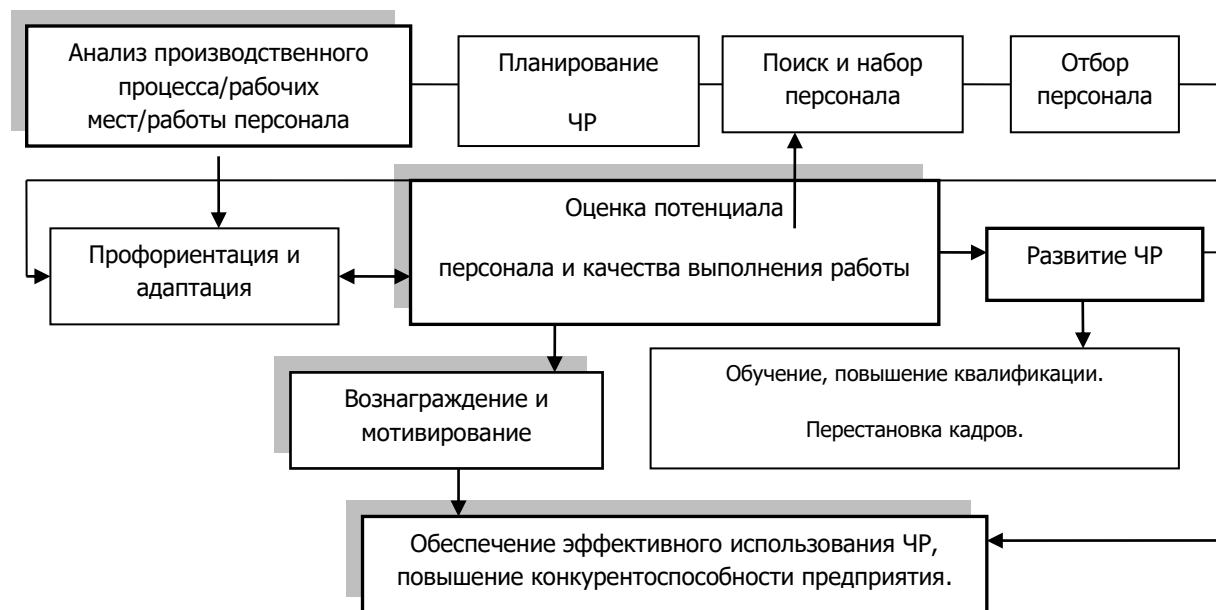 Анализ производственного
процесса/рабочих
мест/работы персонала
Планирование
ЧР
Поиск и набор
персонала
Отбор
персонала
Профориентация и
адаптация
Оценка потенциала
персонала и качества выполнения работы
Развитие ЧР
Обучение, повышение квалификации.
Перестановка кадров.
Вознаграждение и
мотивирование
Обеспечение эффективного использования ЧР,
повышение конкурентоспособности предприятия.